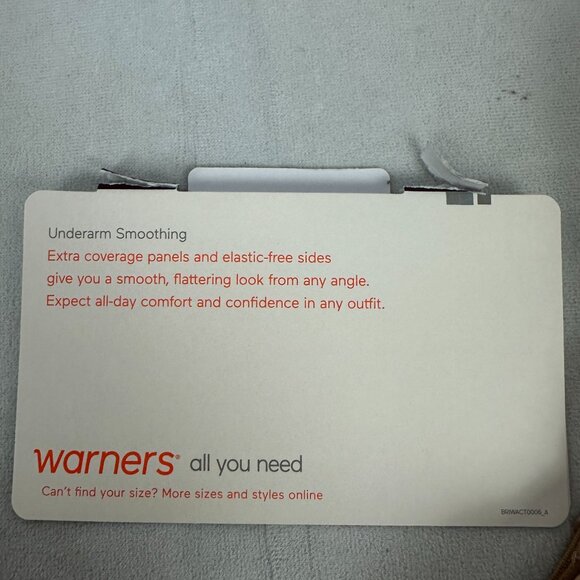 Underarm Smoothing
Extra coverage panels and elastic-free sides
give you a smooth, flattering look from any angle.
Expect all-day comfort and confidence in any outfit.
warners® all you need
Can't find your size? More sizes and styles online
BRIWACT0006_A